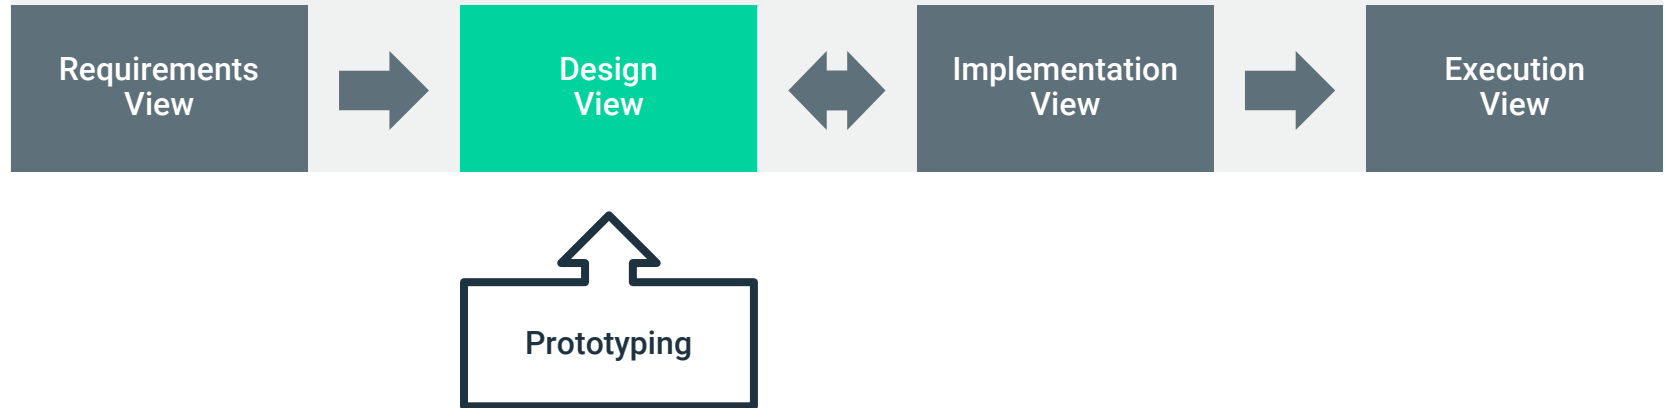 Requirements
View
Design
View
Implementation
View
Execution
View
Prototyping